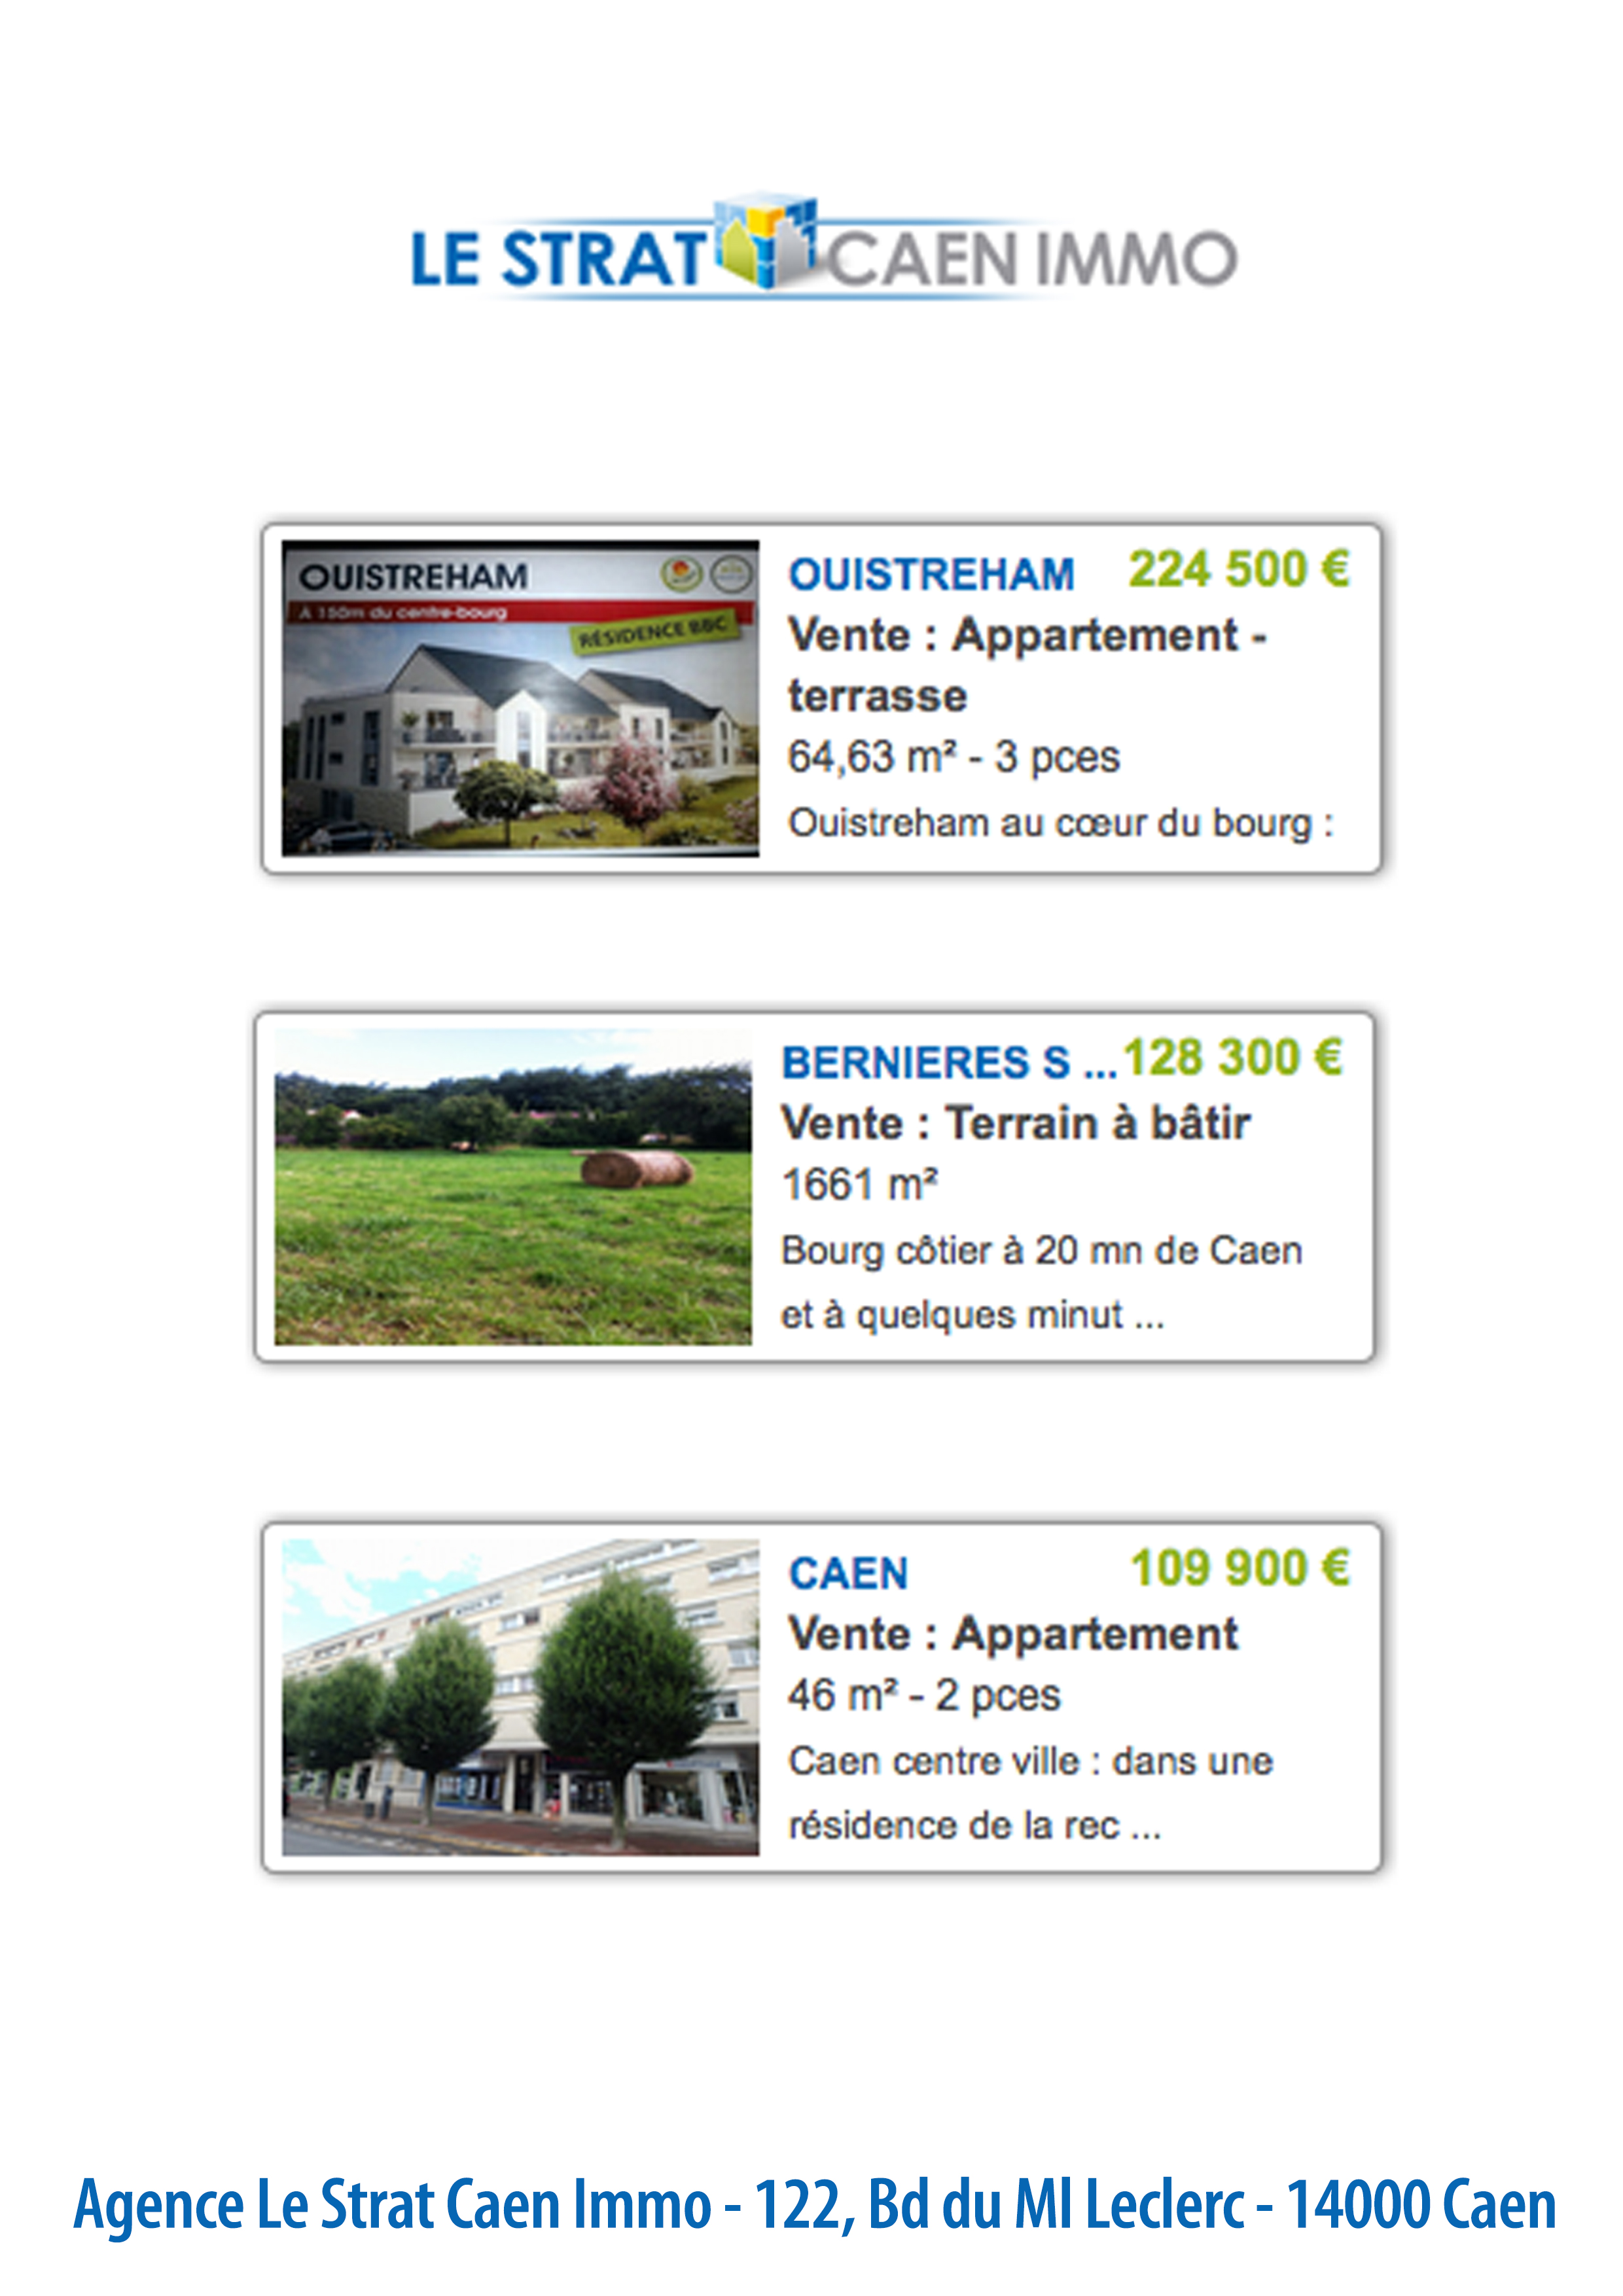 LE STRAT CAEN IMMO
OUISTREHAM
A 150m du centre-bourg
RÉSIDENCE BBC
OUISTREHAM 224 500 €
Vente : Appartement -
terrasse
64,63 m² - 3 pces
Ouistreham au cœur du bourg :
BERNIERES S ... 128 300 €
Vente : Terrain à bâtir
1661 m²
Bourg côtier à 20 mn de Caen
et à quelques minut ...
CAEN 109 900 €
Vente : Appartement
46 m² - 2 pces
Caen centre ville : dans une
résidence de la rec ...
Agence Le Strat Caen Immo - 122, Bd du Ml Leclerc - 14000 Caen